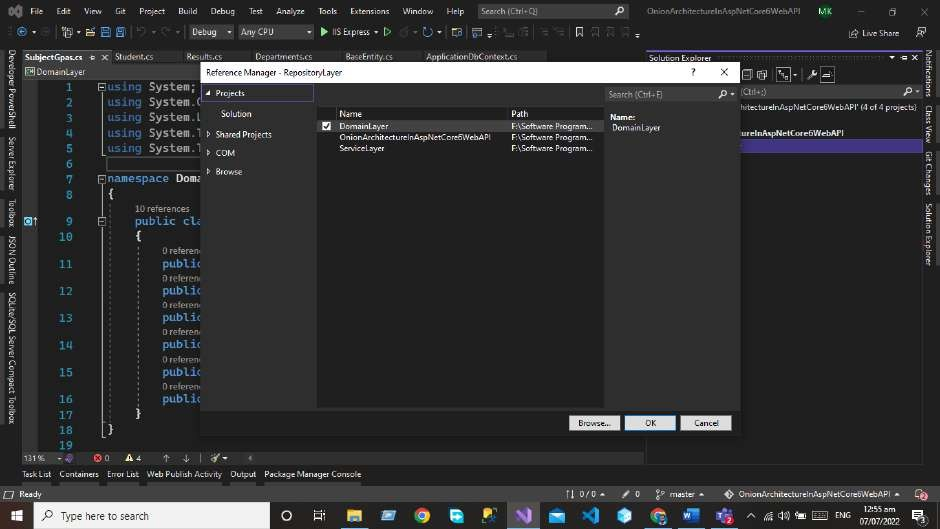 File Edit View Git Project Build Debug Test Analyze Tools Extensions Window Help Search (Ctrl+Q) OnionArchitectureInAspNetCore6WebAPI MK
Debug Any CPU IIS Express Live Share
SubjectGpas.cs Student.cs Results.cs Departments.cs BaseEntity.cs ApplicationDbContext.cs Solution Explorer
DomainLayer
Reference Manager - RepositoryLayer ?
Projects
Solution
Shared Projects
COM
Browse
Search (Ctrl+E)
Name Path
DomainLayer F:\Software Program...
OnionArchitectureInAspNetCore6WebAPI F:\Software Program...
ServiceLayer F:\Software Program...
Name:
DomainLayer
Browse... OK Cancel
(Ctrl+;)
chitectureInAspNetCore6WebAPI' (4 of 4 projects)
tureInAspNetCore6WebAPI
1 using System;
2 using System.
3 using System.
4 using System.
5 using System.
6
7 namespace Doma
8 {
10 references
9 public cla
10 {
0 referenc
11 public
0 referenc
12 public
0 referenc
13 public
0 referenc
14 public
0 referenc
15 public
0 referenc
16 public
17 }
18 }
19
Developer PowerShell
Server Explorer
Toolbox
JSON Outline
SQLite/SQL Server Compact Toolbox
Notifications
Class View
Git Changes
Solution Explorer
131 % 0 4
Task List Containers Error List Web Publish Activity Output Package Manager Console
Ready 0 / 0 0 master OnionArchitectureInAspNetCore6WebAPI 2
Type here to search 2 ENG 12:55 am 07/07/2022 3